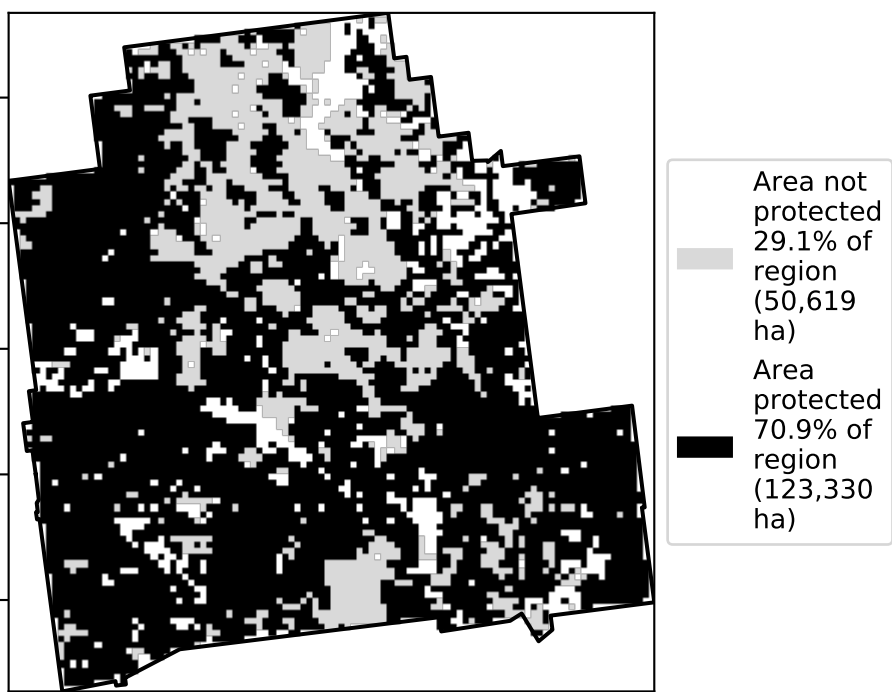 Area not
protected
29.1% of
region
(50,619
ha)
Area
protected
70.9% of
region
(123,330
ha)